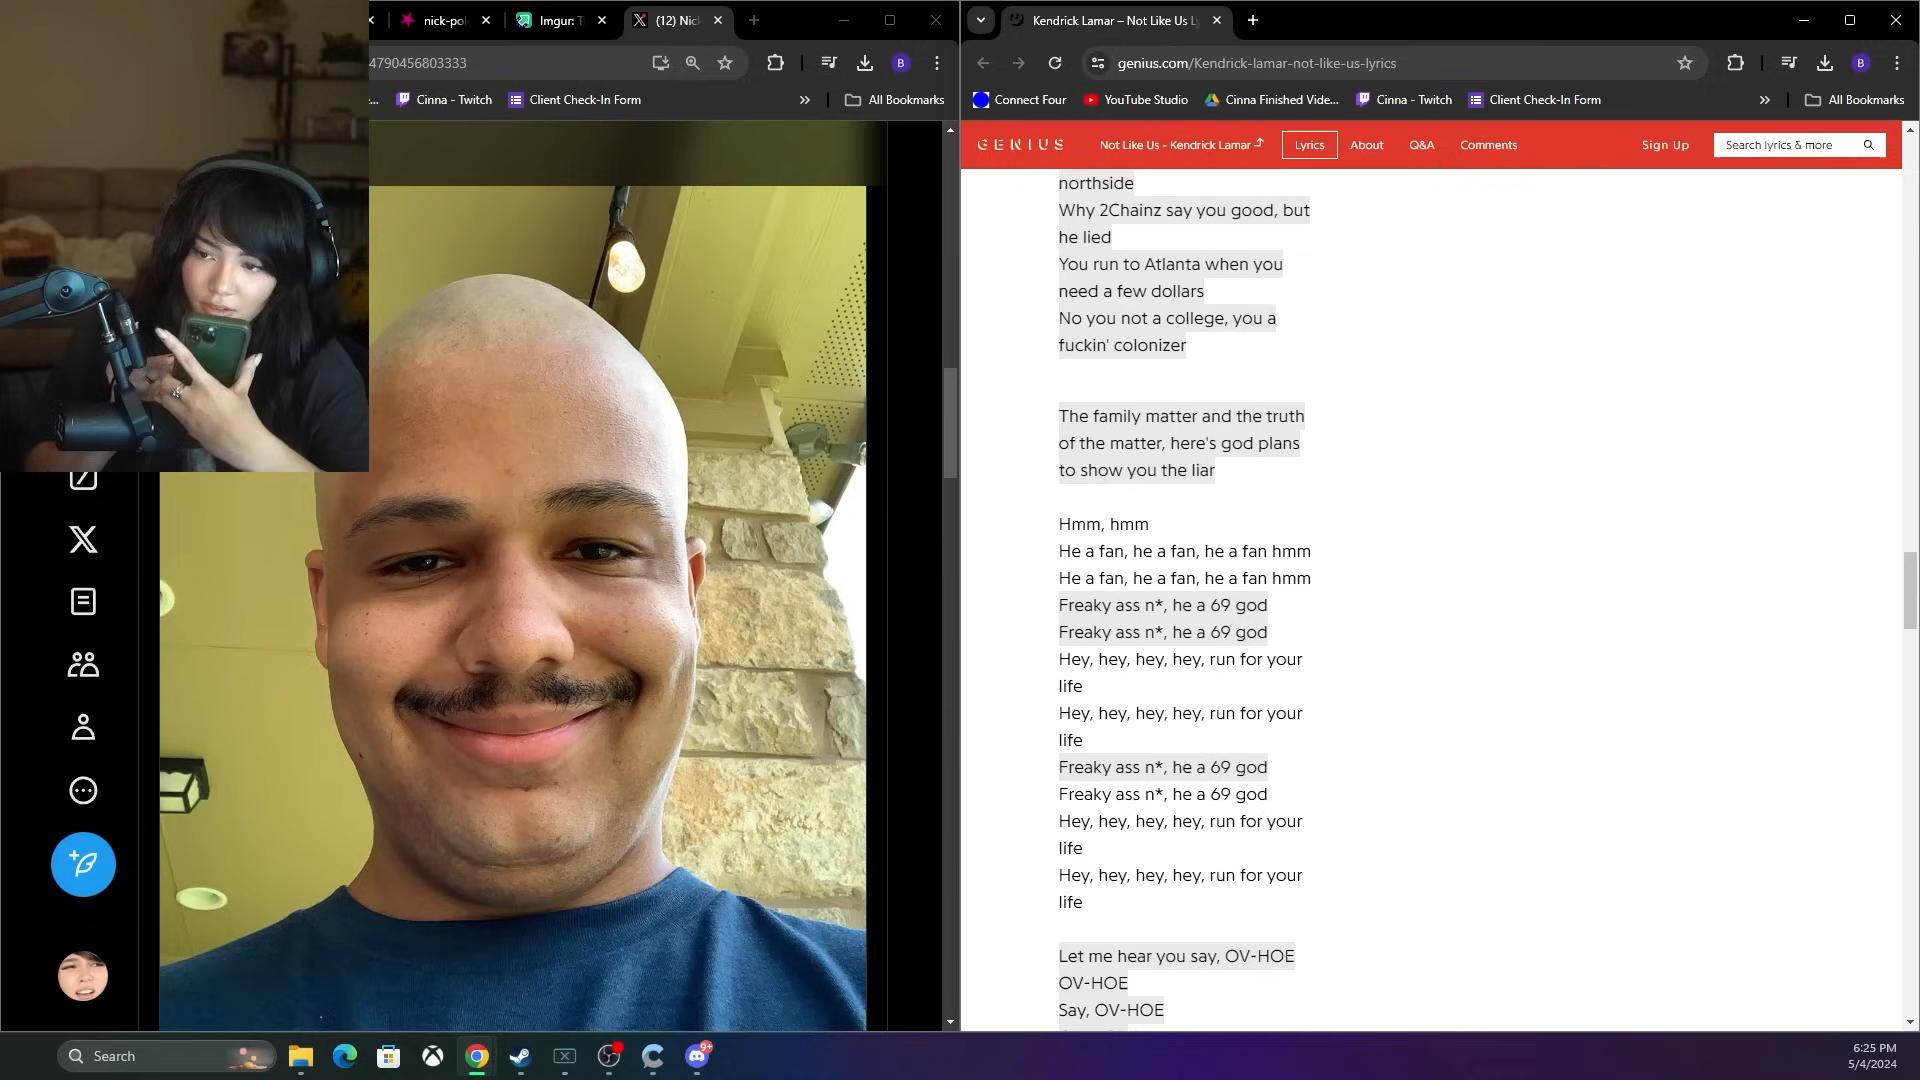 nick-pol
Imgur: T
(12) Nick
4790456803333
B
...
Cinna - Twitch
Client Check-In Form
All Bookmarks
Kendrick Lamar – Not Like Us Ly
genius.com/Kendrick-lamar-not-like-us-lyrics
B
Connect Four
YouTube Studio
Cinna Finished Vide...
Cinna - Twitch
Client Check-In Form
All Bookmarks
GENIUS
Not Like Us - Kendrick Lamar
Lyrics
About
Q&A
Comments
Sign Up
Search lyrics & more
northside
Why 2Chainz say you good, but
he lied
You run to Atlanta when you
need a few dollars
No you not a college, you a
fuckin' colonizer
The family matter and the truth
of the matter, here's god plans
to show you the liar
Hmm, hmm
He a fan, he a fan, he a fan hmm
He a fan, he a fan, he a fan hmm
Freaky ass n*, he a 69 god
Freaky ass n*, he a 69 god
Hey, hey, hey, hey, run for your
life
Hey, hey, hey, hey, run for your
life
Freaky ass n*, he a 69 god
Freaky ass n*, he a 69 god
Hey, hey, hey, hey, run for your
life
Hey, hey, hey, hey, run for your
life
Let me hear you say, OV-HOE
OV-HOE
Say, OV-HOE
Search
9+
6:25 PM
5/4/2024